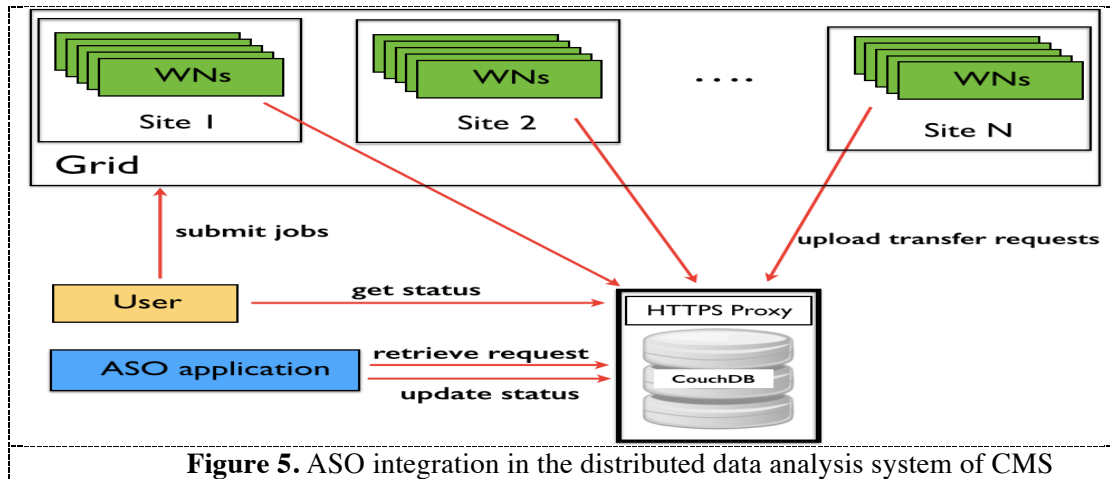 WNs
WNs
WNs
. . . .
Site 1
Site 2
Site N
Grid
submit jobs
upload transfer requests
User
get status
HTTPS Proxy
ASO application
retrieve request
CouchDB
update status
Figure 5. ASO integration in the distributed data analysis system of CMS